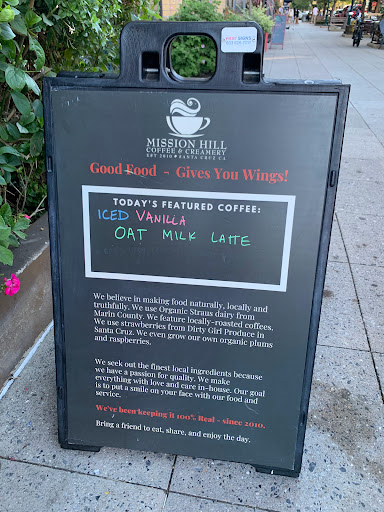 MISSION HILL
COFFEE & CREAMERY
EST 2010 ★ SANTA CRUZ CA
Good Food - Gives You Wings!
TODAY'S FEATURED COFFEE:
ICED VANILLA
OAT MILK LATTE
We believe in making food naturally, locally and
truthfully. We use Organic Straus dairy from
Marin County. We feature locally-roasted coffees.
We use strawberries from Dirty Girl Produce in
Santa Cruz. We even grow our own organic plums
and raspberries.
We seek out the finest local ingredients because
we have a passion for quality. We make
everything with love and care in-house. Our goal
is to put a smile on your face with our food and
service.
We've been keeping it 100% Real - since 2010.
Bring a friend to eat, share, and enjoy the day.